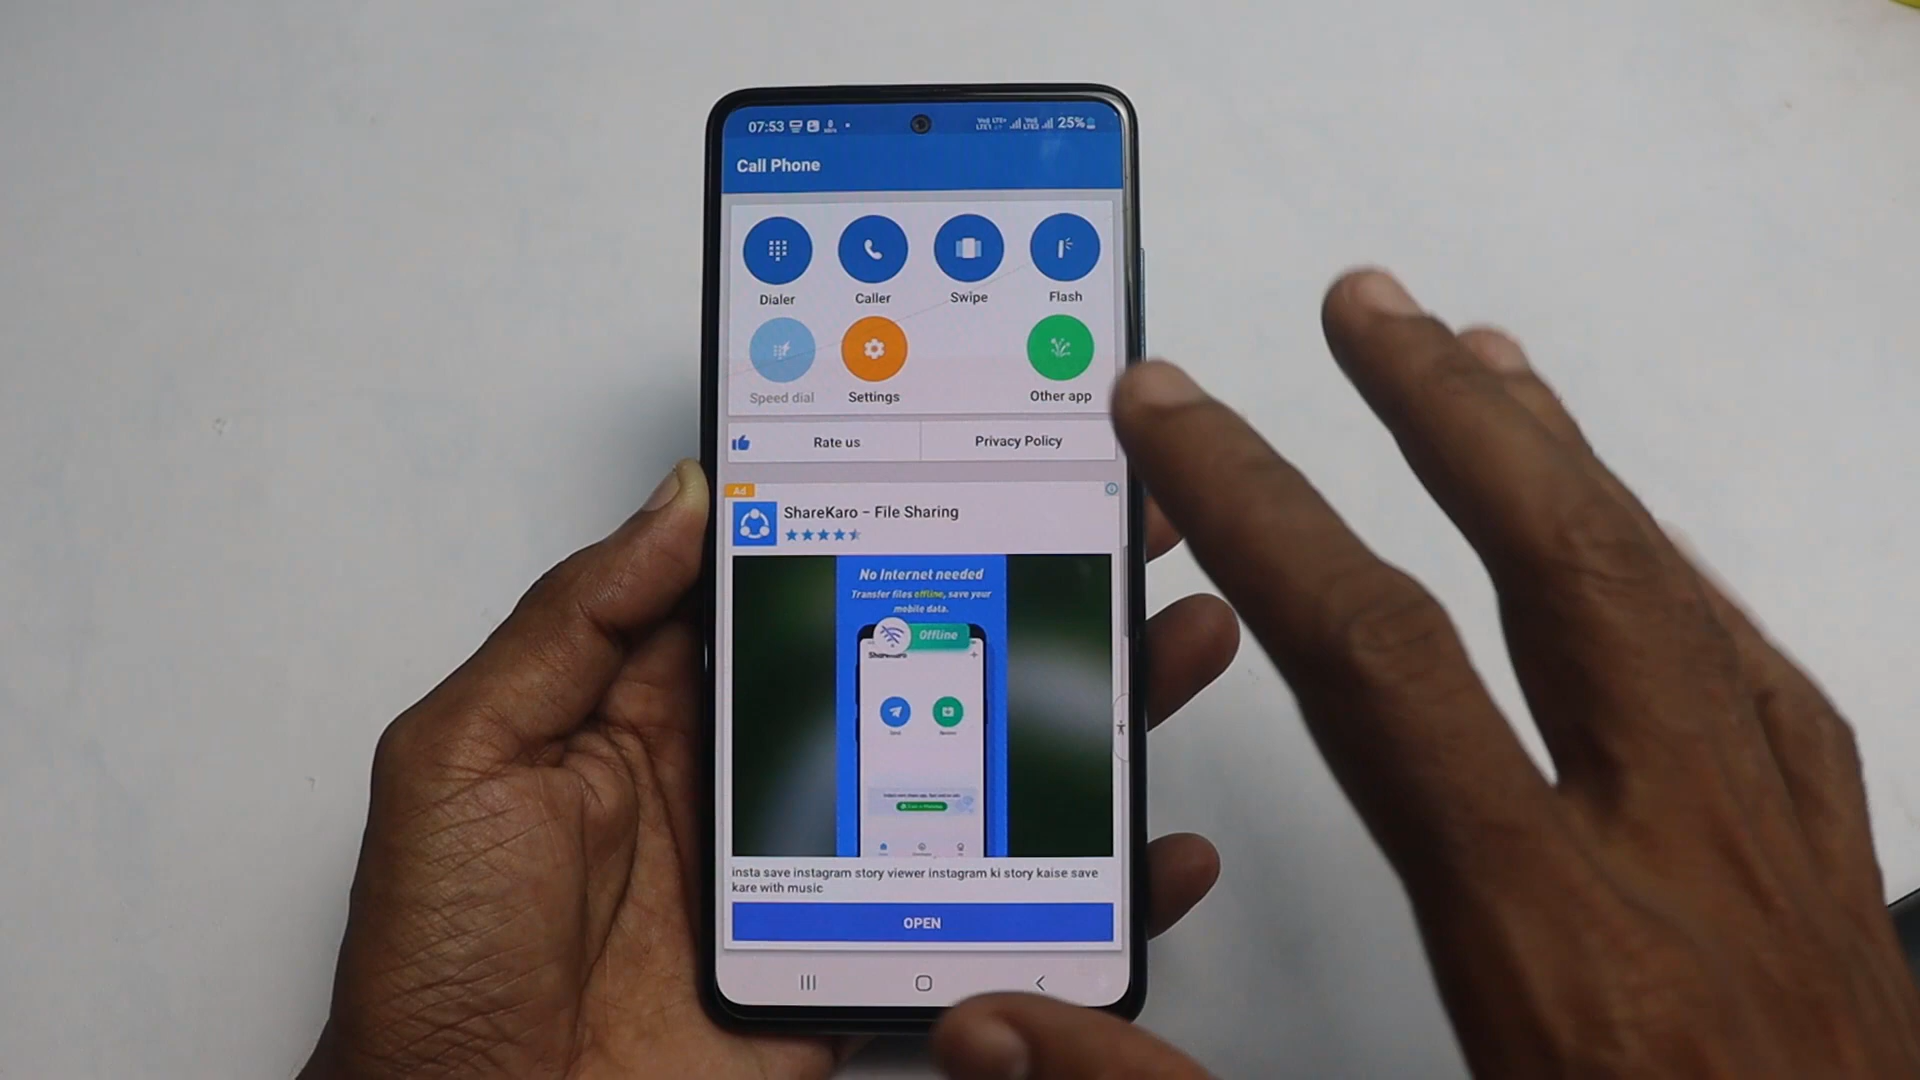 07:53
25%
Call Phone
Dialer
Caller
Swipe
Flash
Speed dial
Settings
Other app
Rate us
Privacy Policy
Ad
ShareKaro – File Sharing
No Internet needed
Transfer files offline, save your
mobile data.
Offline
insta save instagram story viewer instagram ki story kaise save
kare with music
OPEN